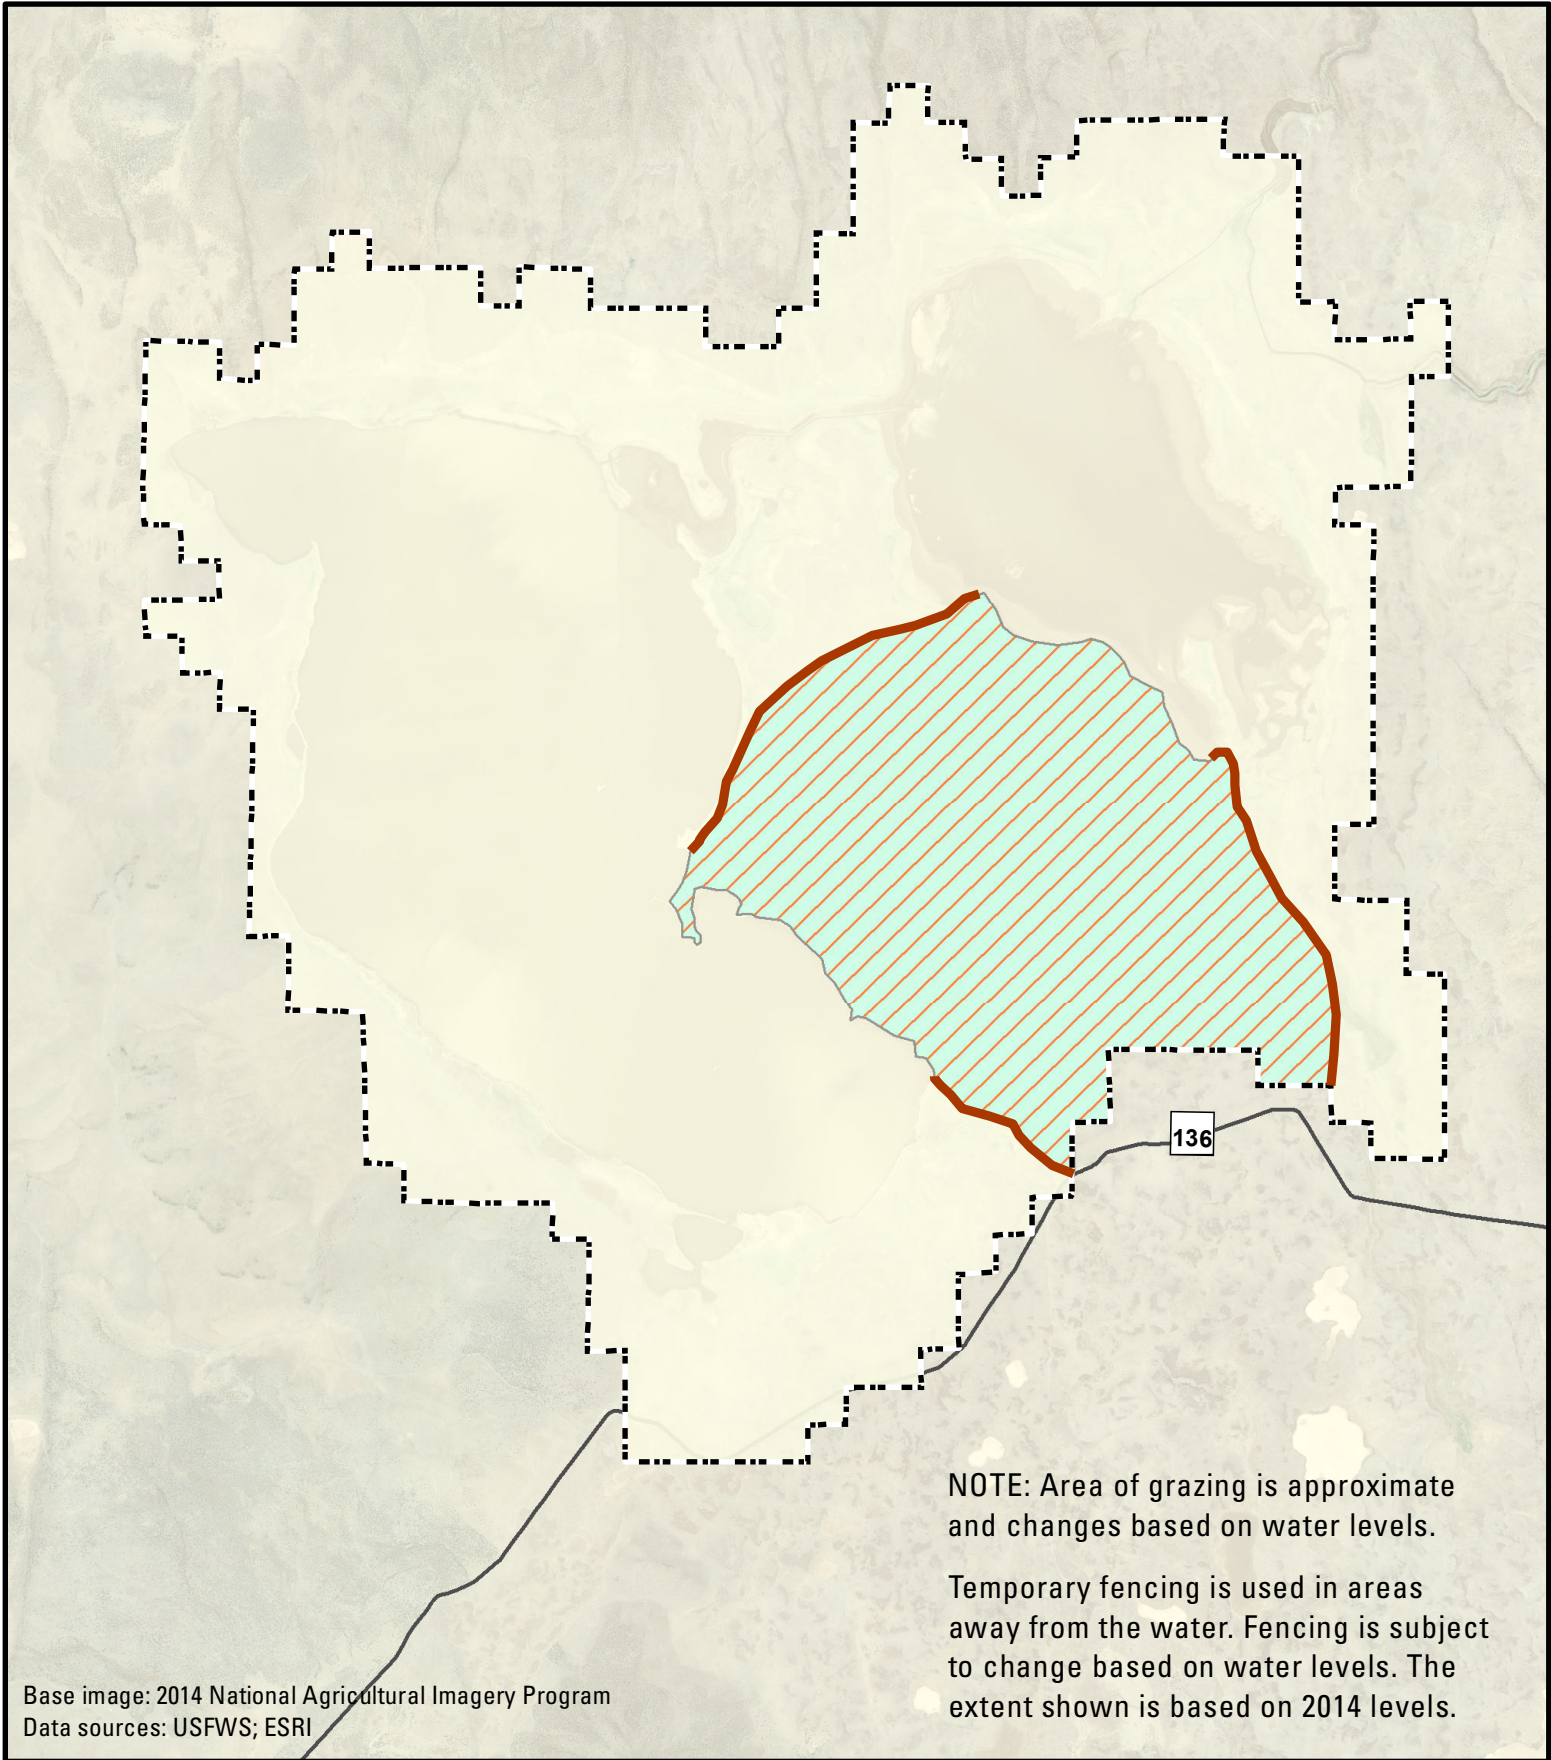 136
NOTE: Area of grazing is approximate
and changes based on water levels.
Temporary fencing is used in areas
away from the water. Fencing is subject
to change based on water levels. The
extent shown is based on 2014 levels.
Base image: 2014 National Agricultural Imagery Program
Data sources: USFWS; ESRI